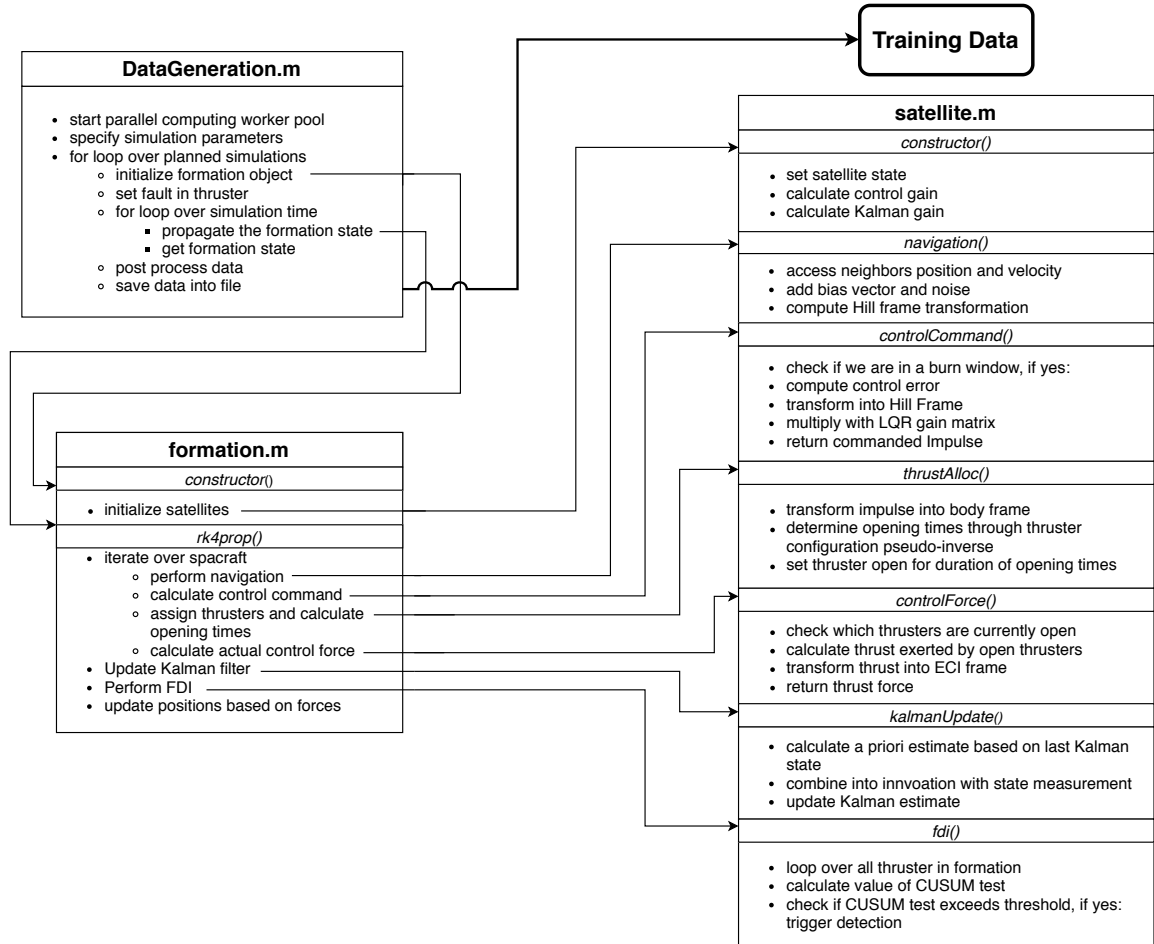 Training Data
DataGeneration.m
• start parallel computing worker pool
• specify simulation parameters
• for loop over planned simulations
◦ initialize formation object
◦ set fault in thruster
◦ for loop over simulation time
▪ propagate the formation state
▪ get formation state
◦ post process data
◦ save data into file
formation.m
constructor()
• initialize satellites
rk4prop()
• iterate over spacraft
◦ perform navigation
◦ calculate control command
◦ assign thrusters and calculate
opening times
◦ calculate actual control force
• Update Kalman filter
• Perform FDI
• update positions based on forces
satellite.m
constructor()
• set satellite state
• calculate control gain
• calculate Kalman gain
navigation()
• access neighbors position and velocity
• add bias vector and noise
• compute Hill frame transformation
controlCommand()
• check if we are in a burn window, if yes:
• compute control error
• transform into Hill Frame
• multiply with LQR gain matrix
• return commanded Impulse
thrustAlloc()
• transform impulse into body frame
• determine opening times through thruster
configuration pseudo-inverse
• set thruster open for duration of opening times
controlForce()
• check which thrusters are currently open
• calculate thrust exerted by open thrusters
• transform thrust into ECI frame
• return thrust force
kalmanUpdate()
• calculate a priori estimate based on last Kalman
state
• combine into innvoation with state measurement
• update Kalman estimate
fdi()
• loop over all thruster in formation
• calculate value of CUSUM test
• check if CUSUM test exceeds threshold, if yes:
trigger detection